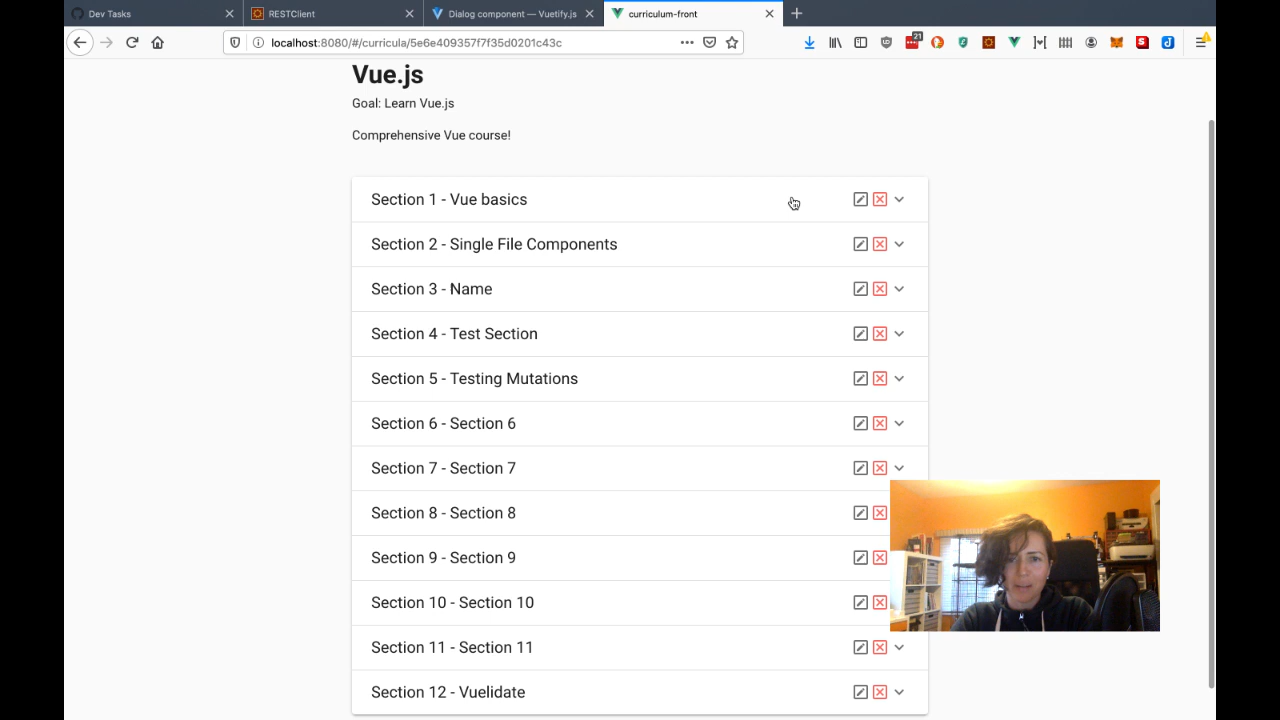 Dev Tasks
RESTClient
Dialog component — Vuetify.js
curriculum-front
localhost:8080/#/curricula/5e6e409357f7f35d0201c43c
21
Vue.js
Goal: Learn Vue.js
Comprehensive Vue course!
Section 1 - Vue basics
Section 2 - Single File Components
Section 3 - Name
Section 4 - Test Section
Section 5 - Testing Mutations
Section 6 - Section 6
Section 7 - Section 7
Section 8 - Section 8
Section 9 - Section 9
Section 10 - Section 10
Section 11 - Section 11
Section 12 - Vuelidate